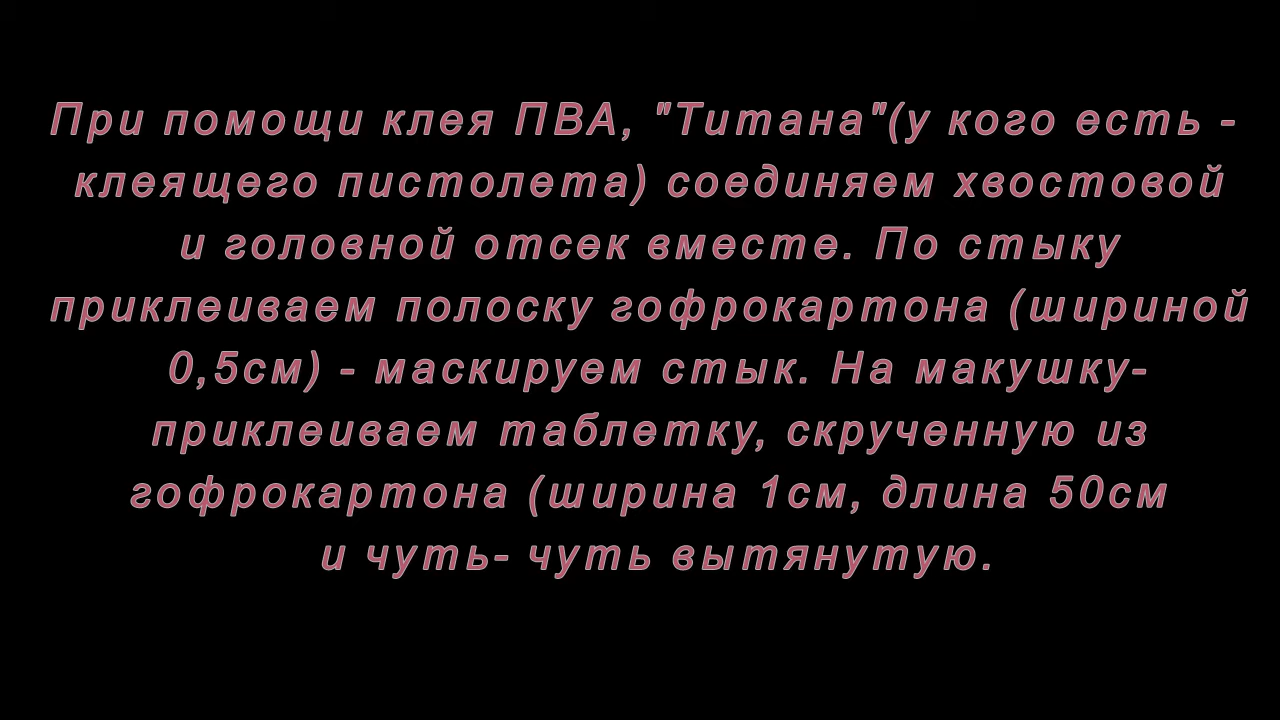 При помощи клея ПВА, "Титана"(у кого есть -
клеящего пистолета) соединяем хвостовой
и головной отсек вместе. По стыку
приклеиваем полоску гофрокартона (шириной
0,5см) - маскируем стык. На макушку-
приклеиваем таблетку, скрученную из
гофрокартона (ширина 1см, длина 50см
и чуть- чуть вытянутую.